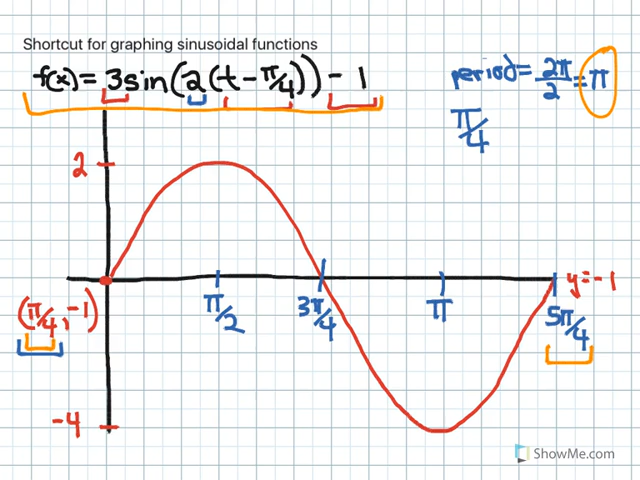 Shortcut for graphing sinusoidal functions
f(x) = 3sin(2(t - π/4)) - 1
period = 2π/2 = π
π/4
2
y = -1
(π/4, -1)
π/2
3π/4
π
5π/4
-4
ShowMe.com